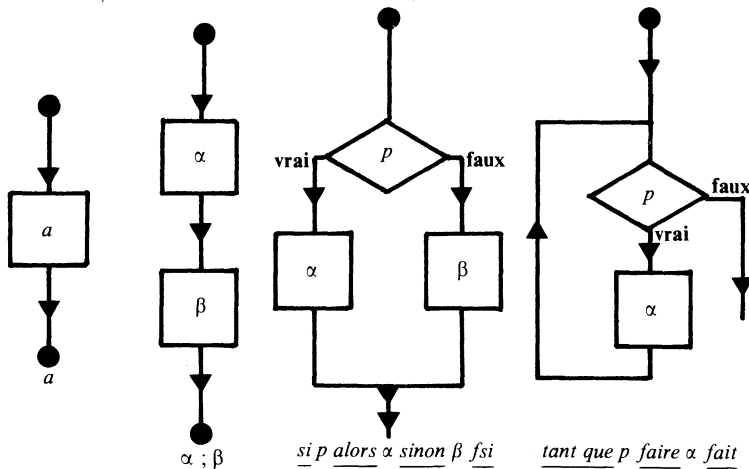 a
a
α
β
α ; β
p
vrai
faux
α
β
si p alors α sinon β fsi
p
faux
vrai
α
tant que p faire α fait